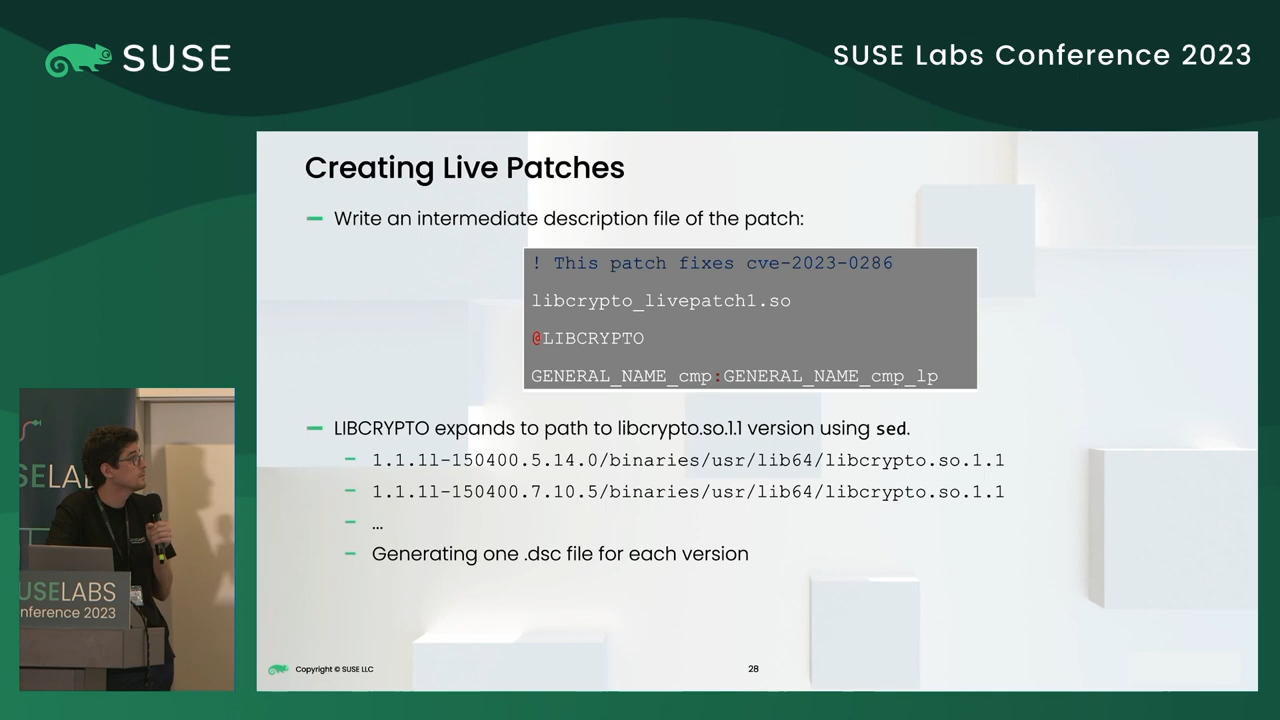 SUSE
SUSE Labs Conference 2023
Creating Live Patches
Write an intermediate description file of the patch:
! This patch fixes cve-2023-0286
libcrypto_livepatch1.so
@LIBCRYPTO
GENERAL_NAME_cmp:GENERAL_NAME_cmp_lp
LIBCRYPTO expands to path to libcrypto.so.1.1 version using sed.
1.1.1l-150400.5.14.0/binaries/usr/lib64/libcrypto.so.1.1
1.1.1l-150400.7.10.5/binaries/usr/lib64/libcrypto.so.1.1
...
Generating one .dsc file for each version
Copyright © SUSE LLC
28
SELA
USELABS
nference 2023